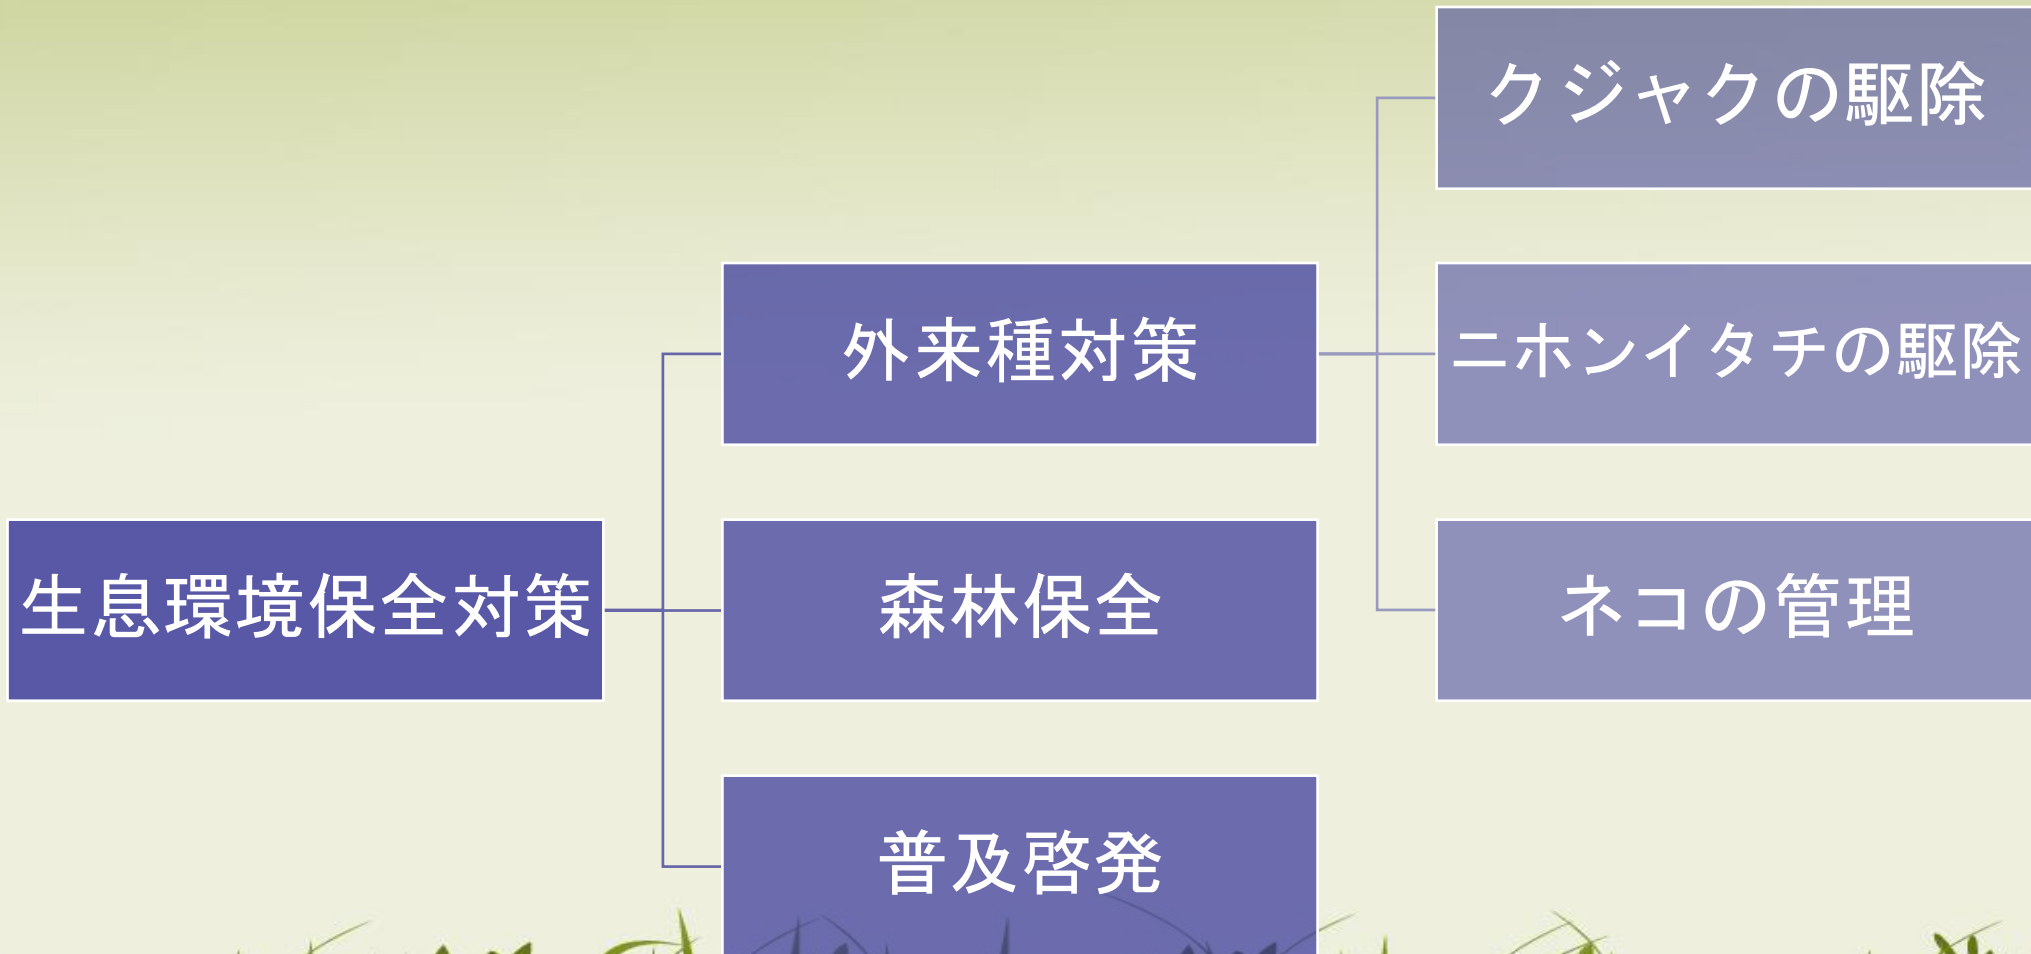 クジャクの駆除
外来種対策
ニホンイタチの駆除
生息環境保全対策
森林保全
ネコの管理
普及啓発